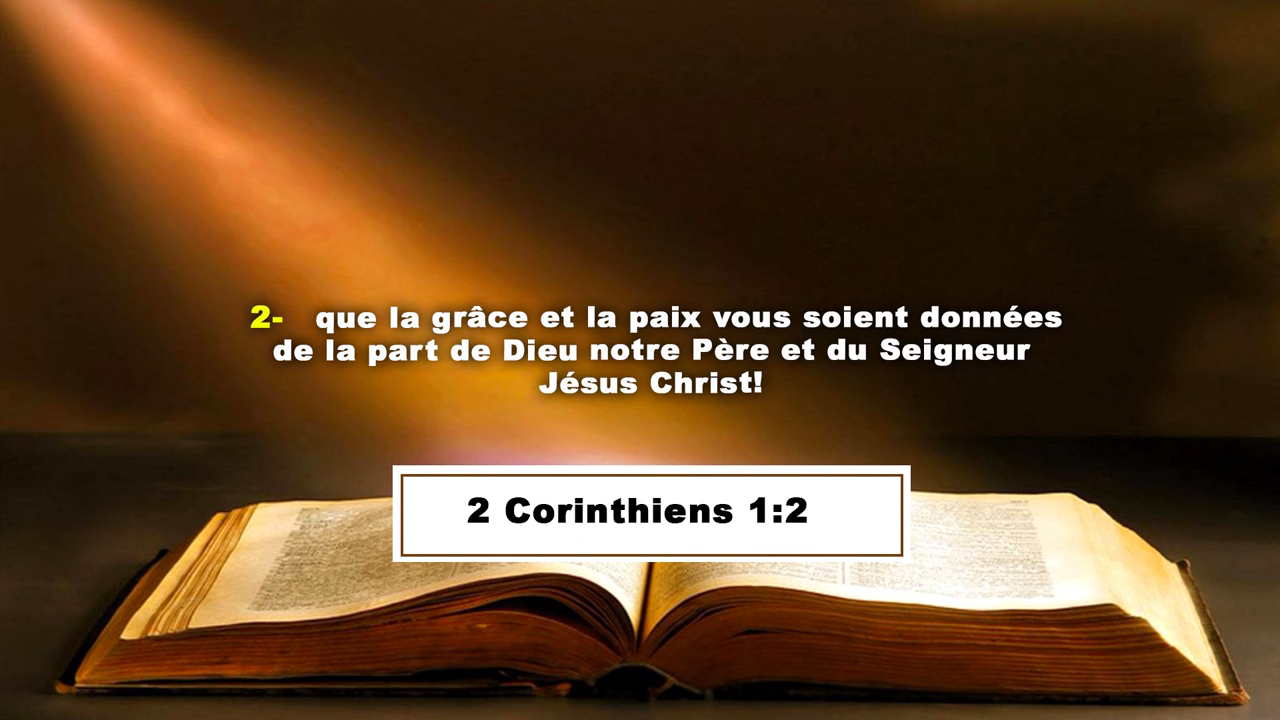 2- que la grâce et la paix vous soient données
de la part de Dieu notre Père et du Seigneur
Jésus Christ!
2 Corinthiens 1:2